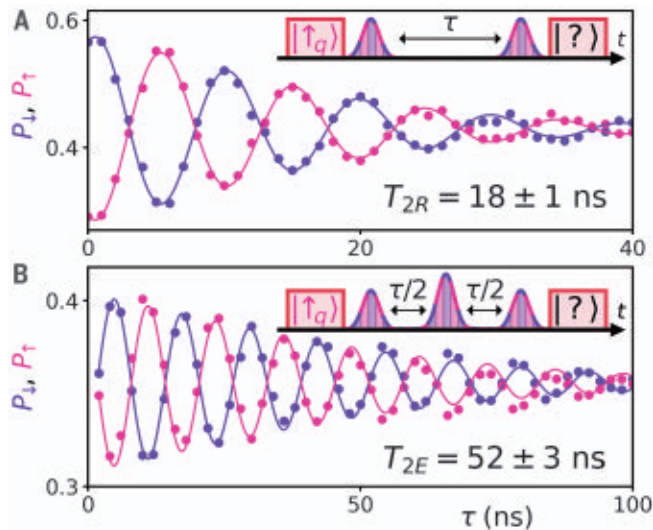 A
|↑q⟩
τ
|?⟩
t
0.6
0.4
P↓, P↑
T2R = 18 ± 1 ns
0 20 40
B
|↑q⟩
τ/2
τ/2
|?⟩
t
0.4
0.3
P↓, P↑
T2E = 52 ± 3 ns
0 50 100
τ (ns)